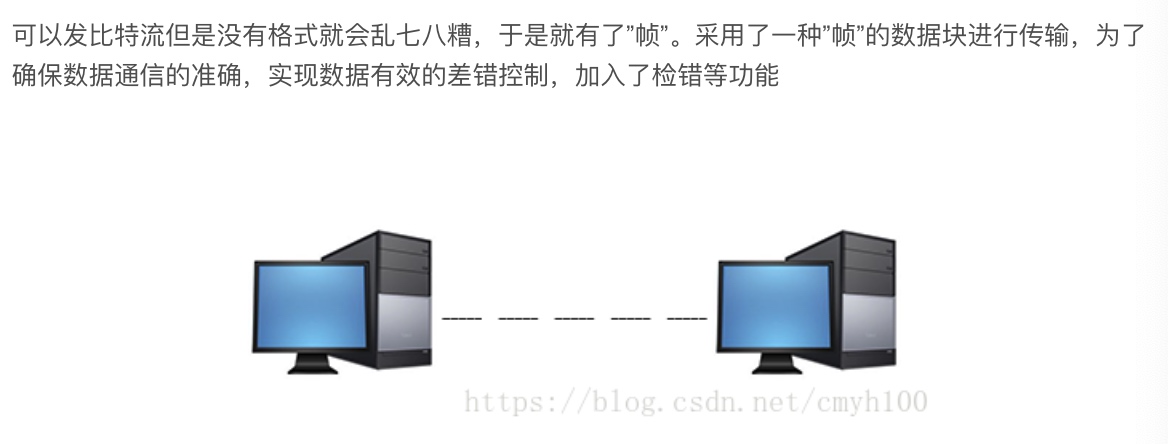 可以发比特流但是没有格式就会乱七八糟，于是就有了”帧”。采用了一种”帧”的数据块进行传输，为了
确保数据通信的准确，实现数据有效的差错控制，加入了检错等功能
https://blog.csdn.net/cmyh100